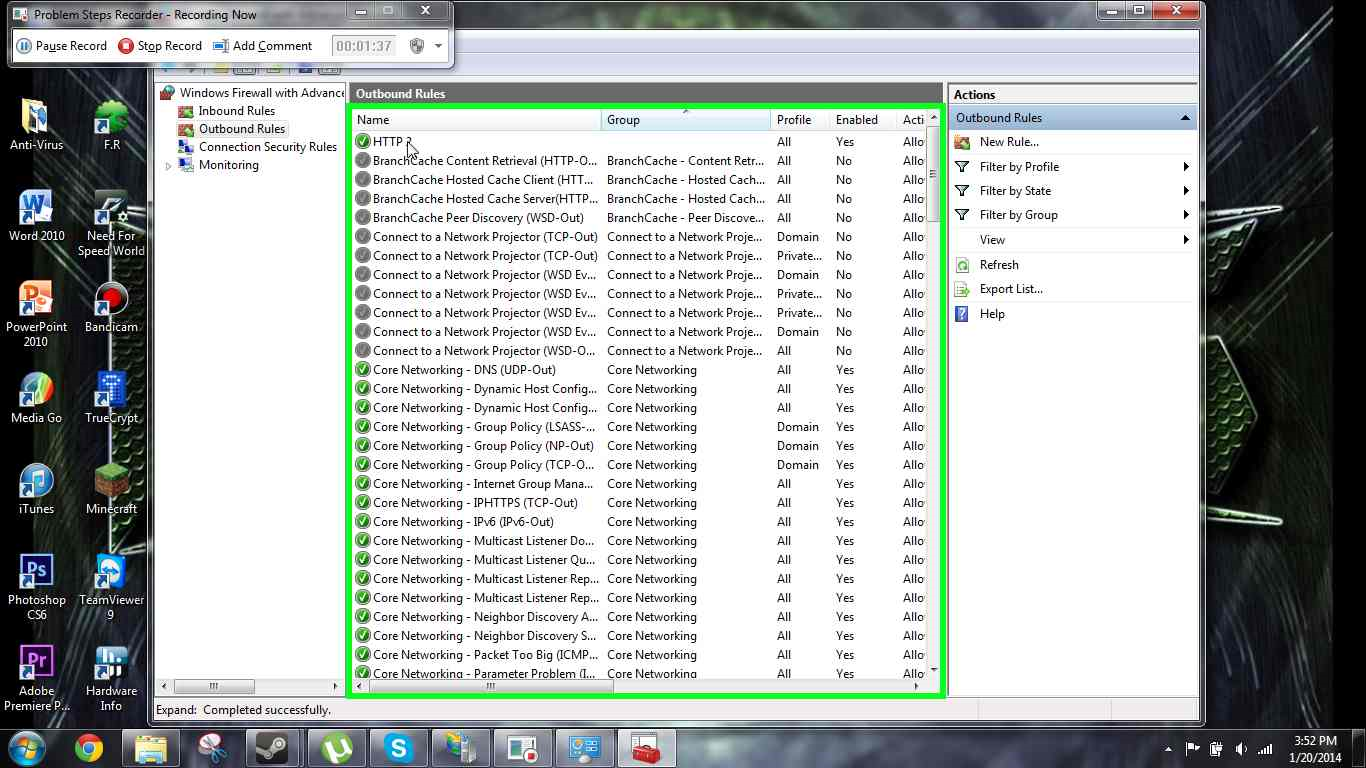 Problem Steps Recorder - Recording Now
Pause Record
Stop Record
Add Comment
00:01:37
Windows Firewall with Advance
Inbound Rules
Outbound Rules
Connection Security Rules
Monitoring
Outbound Rules
Name Group Profile Enabled Acti
HTTP 2 All Yes Allo
BranchCache Content Retrieval (HTTP-O... BranchCache - Content Retr... All No Allo
BranchCache Hosted Cache Client (HTT... BranchCache - Hosted Cach... All No Allo
BranchCache Hosted Cache Server(HTTP... BranchCache - Hosted Cach... All No Allo
BranchCache Peer Discovery (WSD-Out) BranchCache - Peer Discove... All No Allo
Connect to a Network Projector (TCP-Out) Connect to a Network Proje... Domain No Allo
Connect to a Network Projector (TCP-Out) Connect to a Network Proje... Private... No Allo
Connect to a Network Projector (WSD Ev... Connect to a Network Proje... Domain No Allo
Connect to a Network Projector (WSD Ev... Connect to a Network Proje... Private... No Allo
Connect to a Network Projector (WSD Ev... Connect to a Network Proje... Private... No Allo
Connect to a Network Projector (WSD Ev... Connect to a Network Proje... Domain No Allo
Connect to a Network Projector (WSD-O... Connect to a Network Proje... All No Allo
Core Networking - DNS (UDP-Out) Core Networking All Yes Allo
Core Networking - Dynamic Host Config... Core Networking All Yes Allo
Core Networking - Dynamic Host Config... Core Networking All Yes Allo
Core Networking - Group Policy (LSASS-... Core Networking Domain Yes Allo
Core Networking - Group Policy (NP-Out) Core Networking Domain Yes Allo
Core Networking - Group Policy (TCP-O... Core Networking Domain Yes Allo
Core Networking - Internet Group Mana... Core Networking All Yes Allo
Core Networking - IPHTTPS (TCP-Out) Core Networking All Yes Allo
Core Networking - IPv6 (IPv6-Out) Core Networking All Yes Allo
Core Networking - Multicast Listener Do... Core Networking All Yes Allo
Core Networking - Multicast Listener Qu... Core Networking All Yes Allo
Core Networking - Multicast Listener Rep... Core Networking All Yes Allo
Core Networking - Multicast Listener Rep... Core Networking All Yes Allo
Core Networking - Neighbor Discovery A... Core Networking All Yes Allo
Core Networking - Neighbor Discovery S... Core Networking All Yes Allo
Core Networking - Packet Too Big (ICMP... Core Networking All Yes Allo
Core Networking - Parameter Problem (I... Core Networking All Yes Allo
Actions
Outbound Rules
New Rule...
Filter by Profile
Filter by State
Filter by Group
View
Refresh
Export List...
Help
Expand: Completed successfully.
Anti-Virus
F.R
Word 2010
Need For
Speed World
PowerPoint
2010
Bandicam
Media Go
TrueCrypt
iTunes
Minecraft
Ps
Photoshop
CS6
TeamViewer
9
Pr
Adobe
Premiere P...
Hardware
Info
3:52 PM
1/20/2014